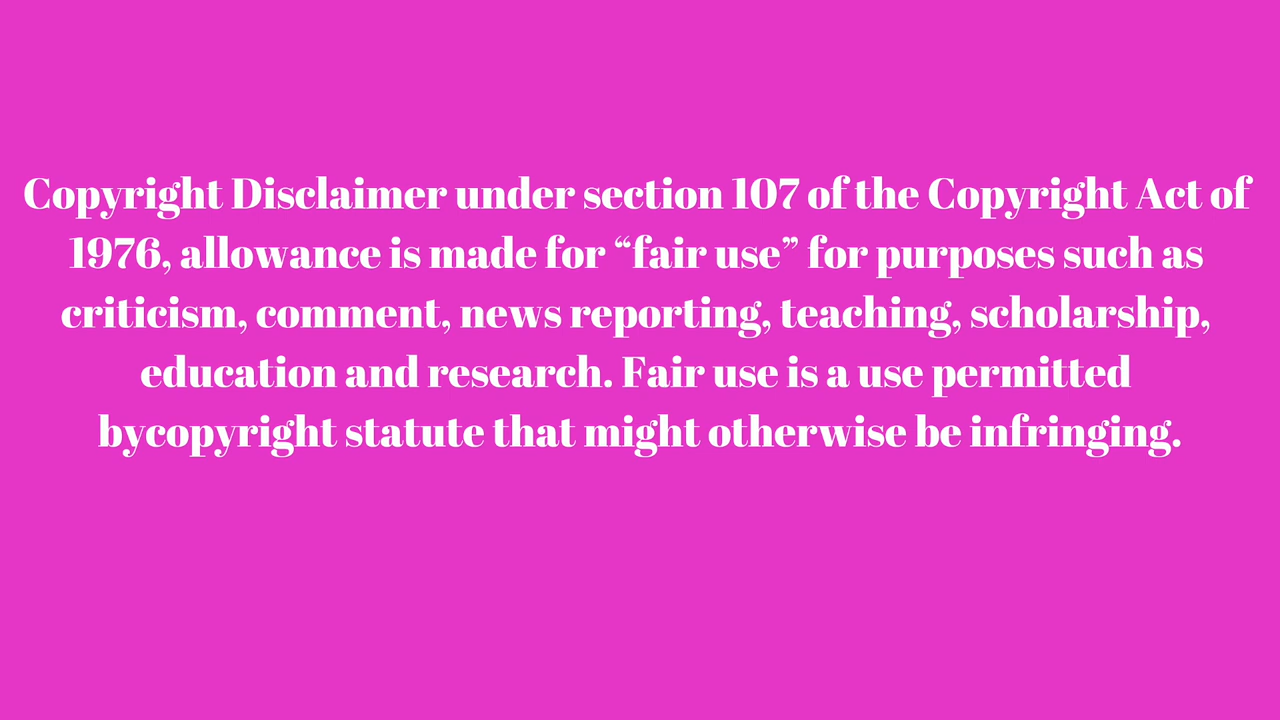 Copyright Disclaimer under section 107 of the Copyright Act of
1976, allowance is made for “fair use” for purposes such as
criticism, comment, news reporting, teaching, scholarship,
education and research. Fair use is a use permitted
bycopyright statute that might otherwise be infringing.